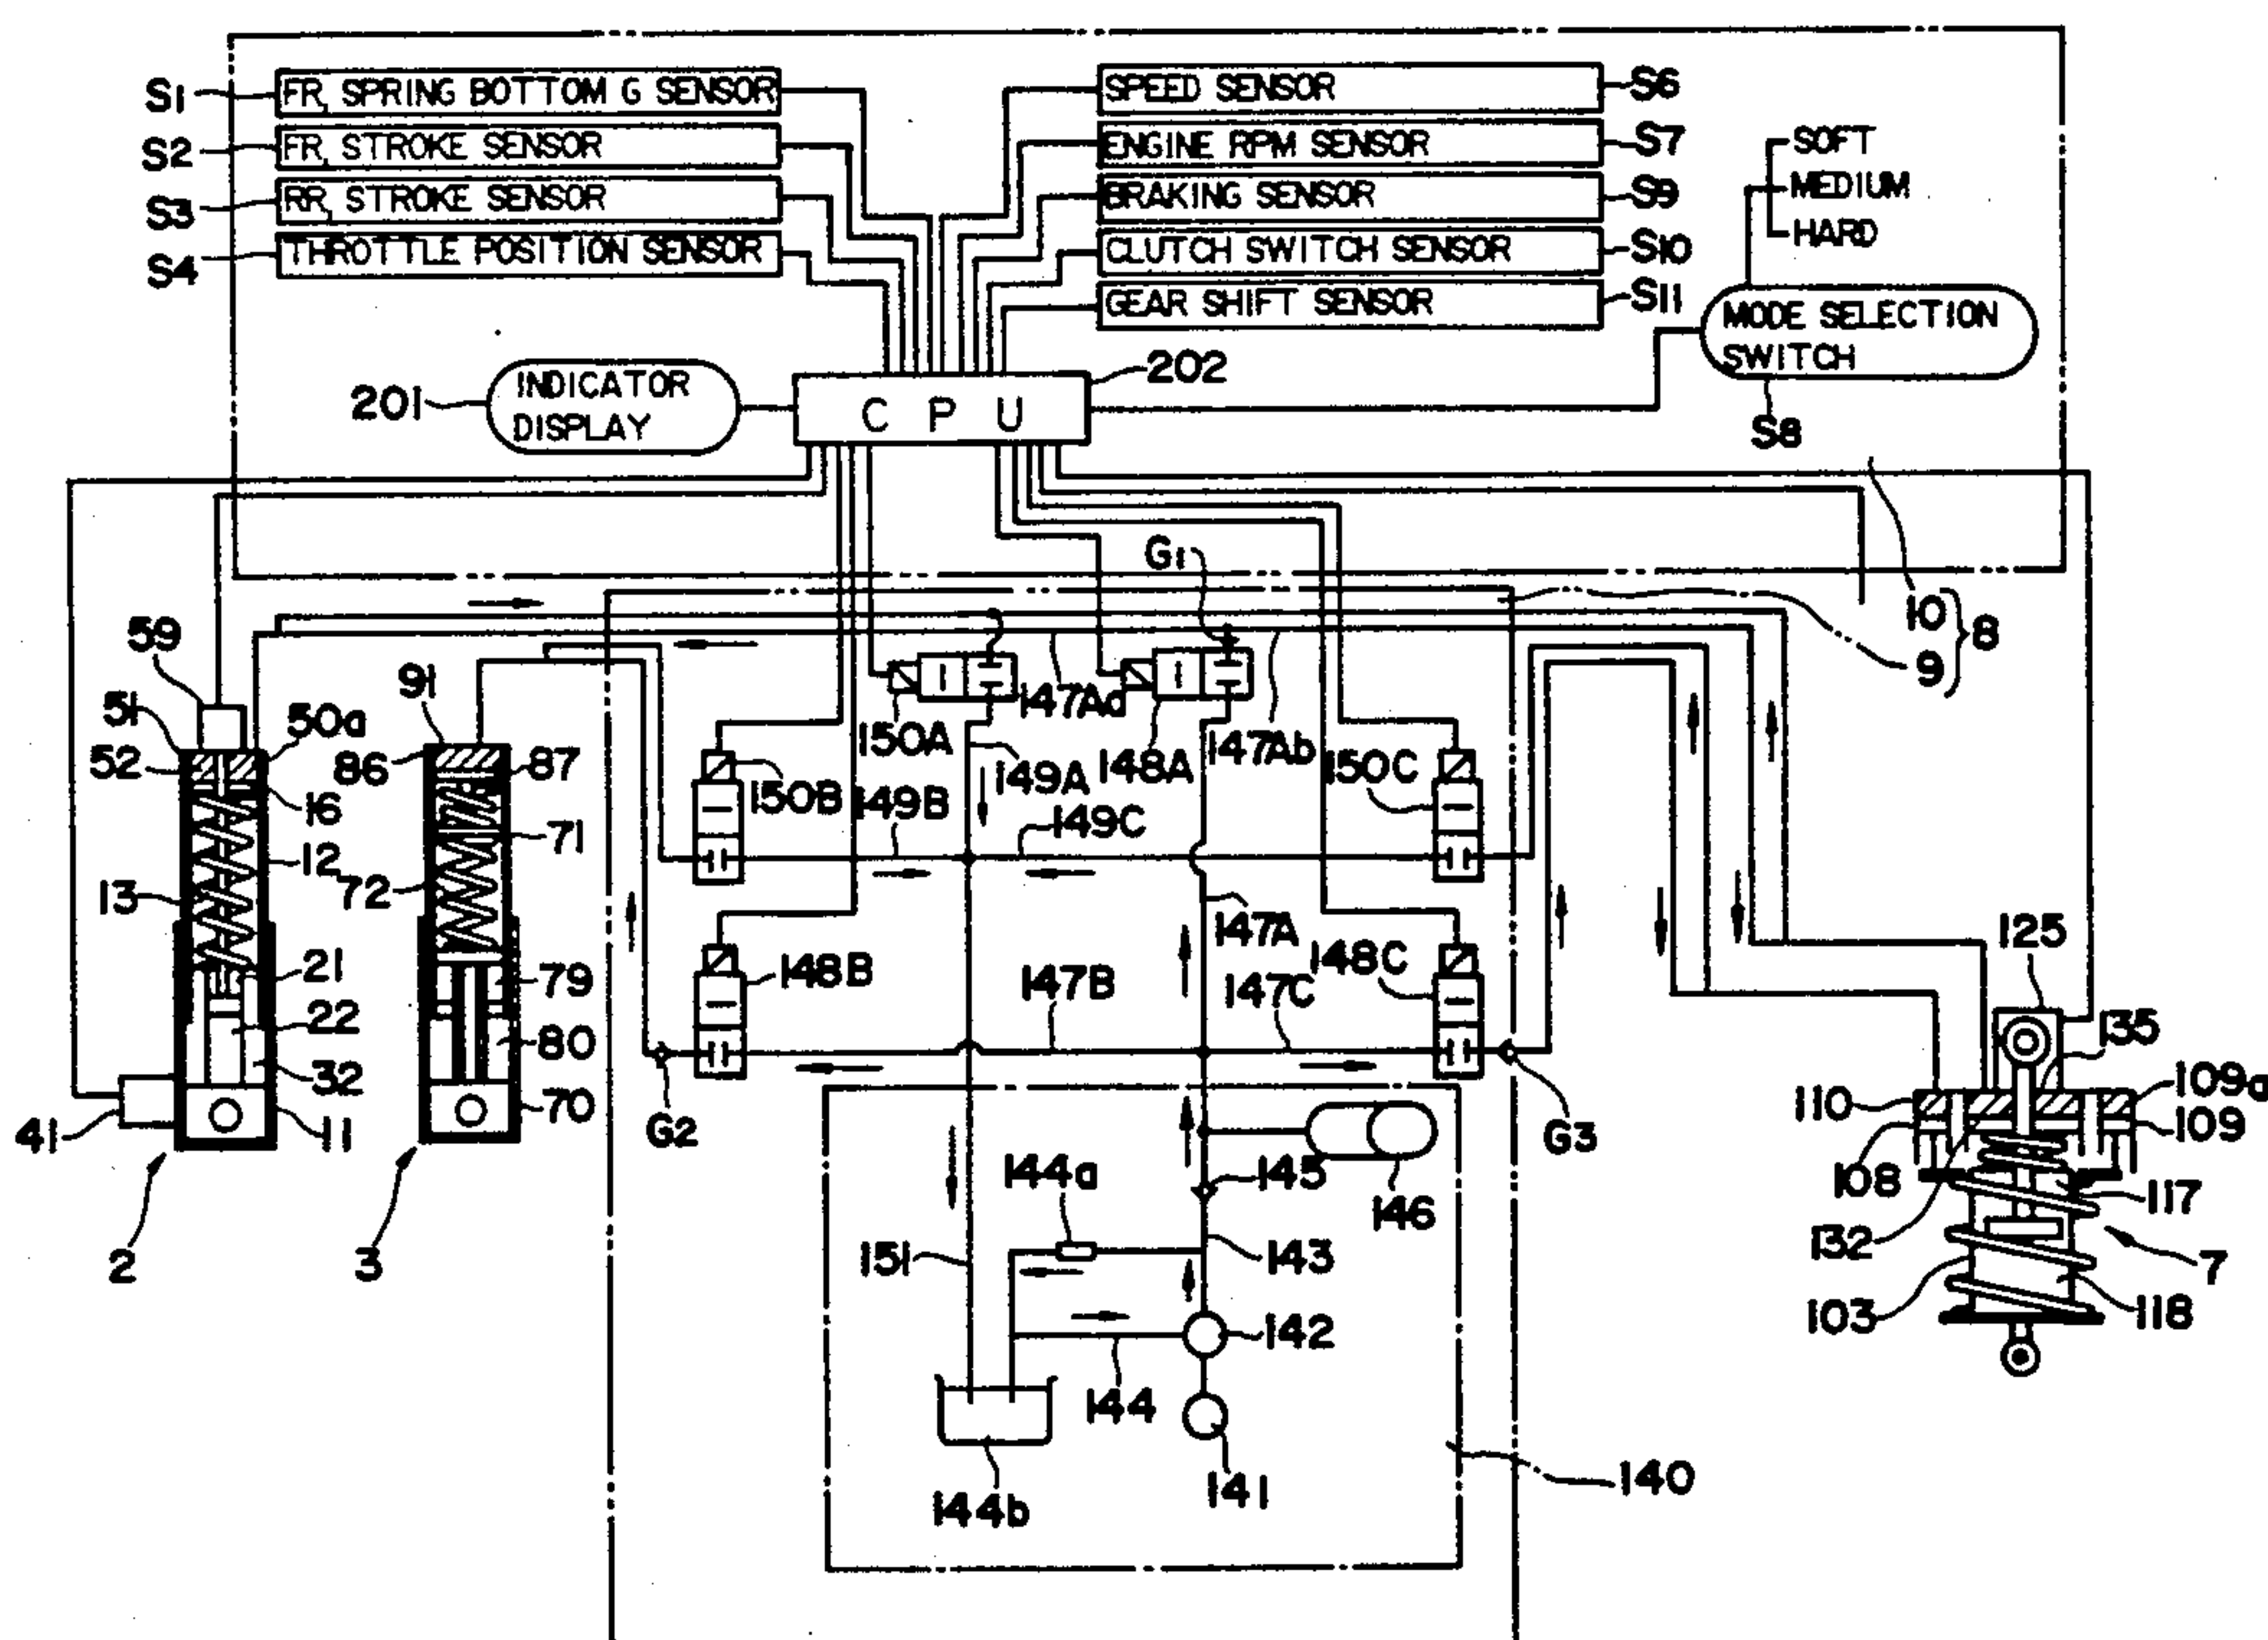 S1 FR, SPRING BOTTOM G SENSOR
S2 FR, STROKE SENSOR
S3 RR, STROKE SENSOR
S4 THROTTLE POSITION SENSOR
SPEED SENSOR S6
ENGINE RPM SENSOR S7
BRAKING SENSOR S9
CLUTCH SWITCH SENSOR S10
GEAR SHIFT SENSOR S11
SOFT
MEDIUM
HARD
MODE SELECTION
SWITCH
S8
201
INDICATOR
DISPLAY
C P U
202
G1
10
9
8
59
51
52
50a
16
12
13
21
22
32
41
11
2
91
86
87
71
72
79
80
70
3
150A
147Aa
148A
147Ab
150B
149B
149A
149C
150C
148B
147B
147A
147C
148C
G2
G3
144a
145
146
151
143
142
144
144b
141
140
125
135
110
109a
109
108
132
117
7
103
118